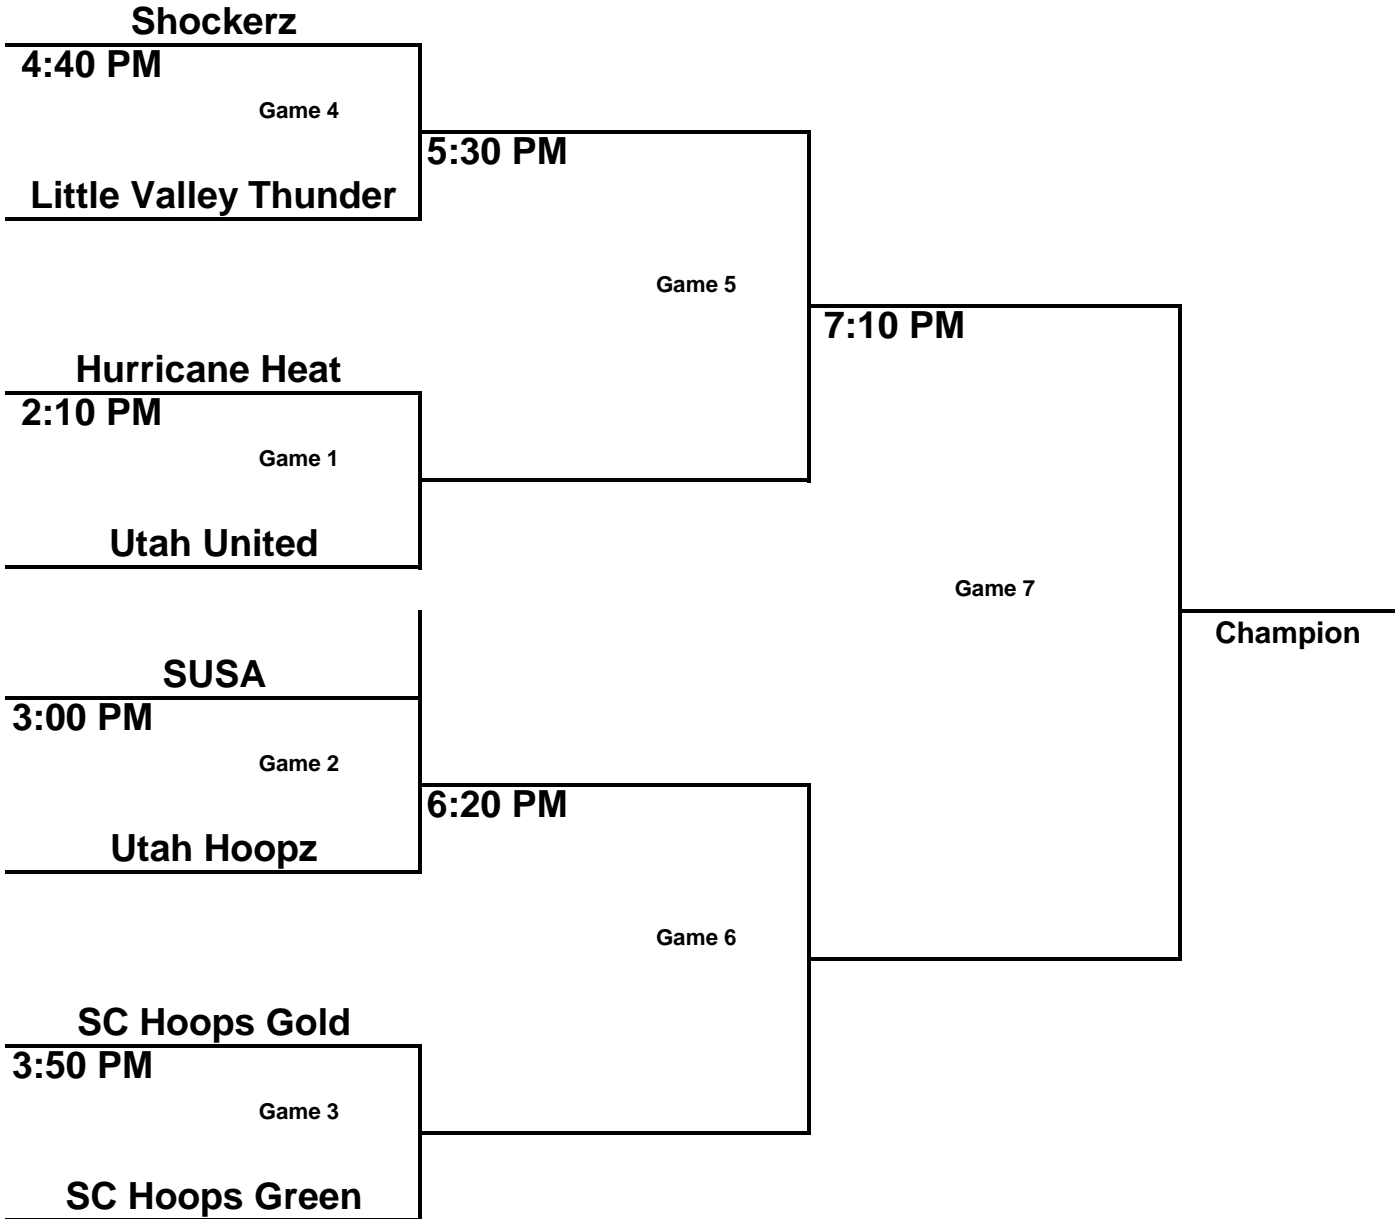 Shockerz
4:40 PM
Game 4
5:30 PM
Little Valley Thunder
Game 5
7:10 PM
Hurricane Heat
2:10 PM
Game 1
Utah United
Game 7
Champion
SUSA
3:00 PM
Game 2
6:20 PM
Utah Hoopz
Game 6
SC Hoops Gold
3:50 PM
Game 3
SC Hoops Green